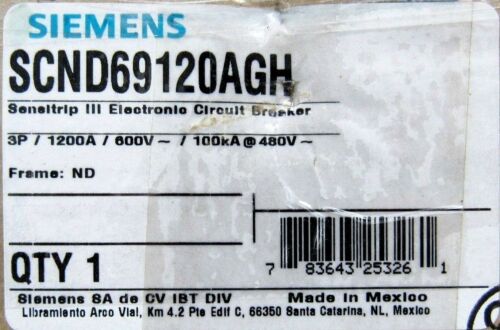 SIEMENS
SCND69120AGH
Sensitrip III Electronic Circuit Breaker
3P / 1200A / 600V~ / 100kA@480V~
Frame: ND
QTY 1
7 83643 25326 1
Siemens SA de CV IBT DIV Made in Mexico
Libramiento Arco Vial, Km 4.2 Pte Edif C, 66350 Santa Catarina, NL, Mexico